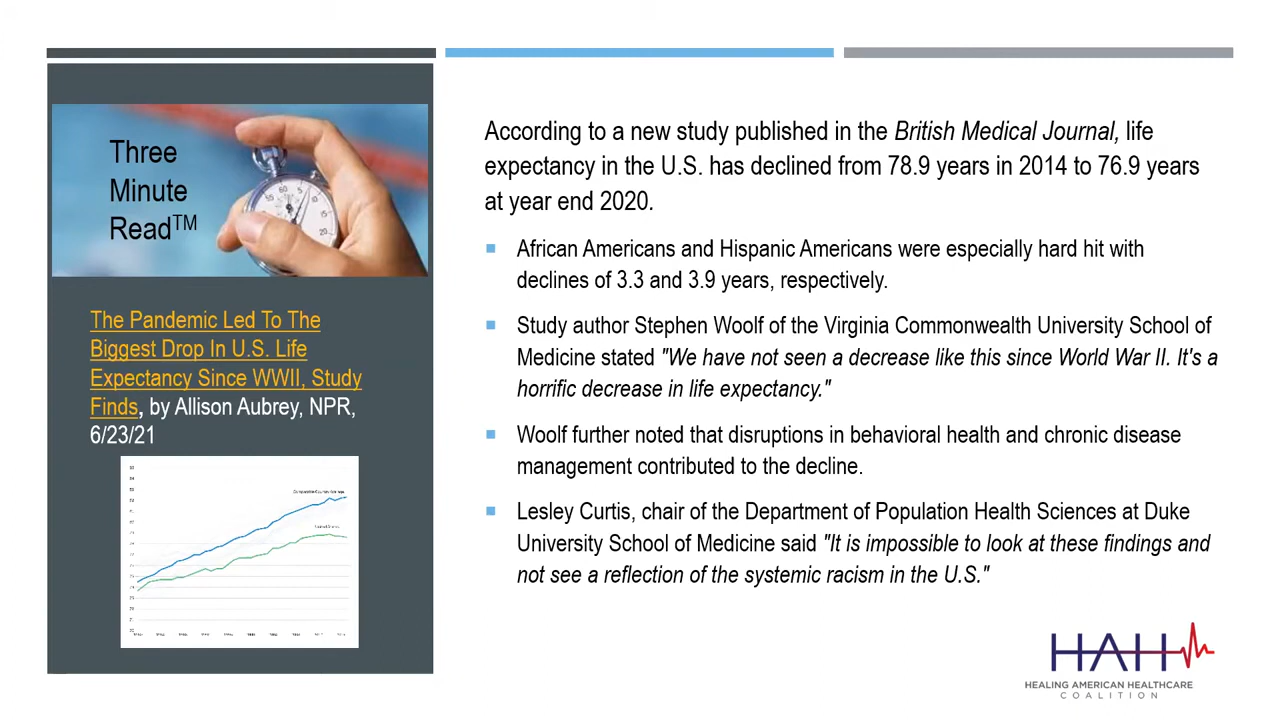 Three
Minute
Read™
The Pandemic Led To The
Biggest Drop In U.S. Life
Expectancy Since WWII, Study
Finds, by Allison Aubrey, NPR,
6/23/21
According to a new study published in the British Medical Journal, life
expectancy in the U.S. has declined from 78.9 years in 2014 to 76.9 years
at year end 2020.
African Americans and Hispanic Americans were especially hard hit with
declines of 3.3 and 3.9 years, respectively.
Study author Stephen Woolf of the Virginia Commonwealth University School of
Medicine stated "We have not seen a decrease like this since World War II. It's a
horrific decrease in life expectancy."
Woolf further noted that disruptions in behavioral health and chronic disease
management contributed to the decline.
Lesley Curtis, chair of the Department of Population Health Sciences at Duke
University School of Medicine said "It is impossible to look at these findings and
not see a reflection of the systemic racism in the U.S."
HAH
HEALING AMERICAN HEALTHCARE
COALITION